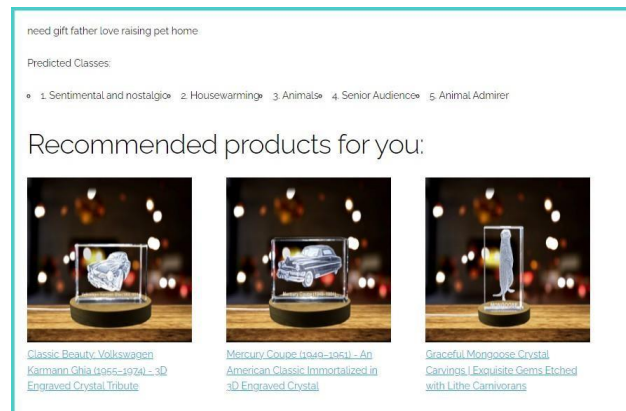 need gift father love raising pet home
Predicted Classes:
1. Sentimental and nostalgic 2. Housewarming 3. Animals 4. Senior Audience 5. Animal Admirer
Recommended products for you:
Classic Beauty: Volkswagen
Karmann Ghia (1955–1974) - 3D
Engraved Crystal Tribute
Mercury Coupe (1949–1951) - An
American Classic Immortalized in
3D Engraved Crystal
Graceful Mongoose Crystal
Carvings | Exquisite Gems Etched
with Lithe Carnivorans